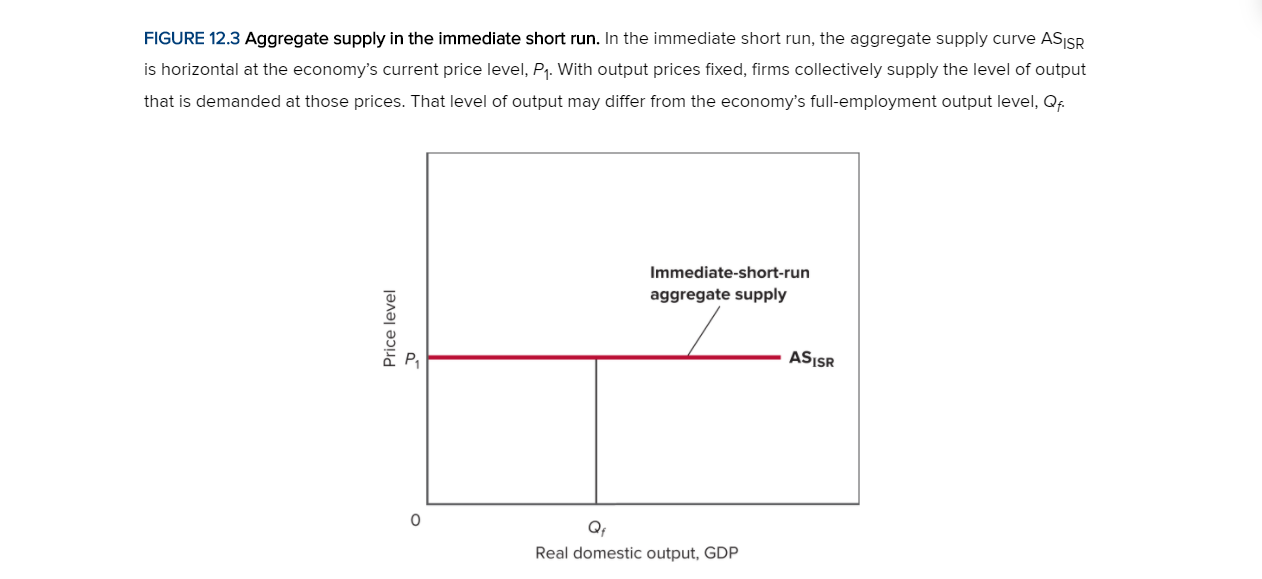 FIGURE 12.3 Aggregate supply in the immediate short run. In the immediate short run, the aggregate supply curve ASISR
is horizontal at the economy’s current price level, P1. With output prices fixed, firms collectively supply the level of output
that is demanded at those prices. That level of output may differ from the economy’s full-employment output level, Qf.
Immediate-short-run
aggregate supply
Price level
P1
ASISR
0
Qf
Real domestic output, GDP